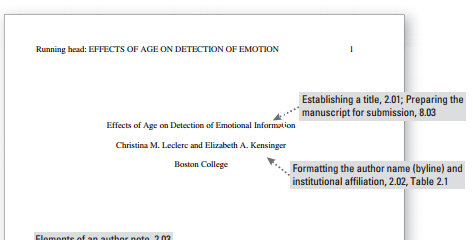 Running head: EFFECTS OF AGE ON DETECTION OF EMOTION 1
Establishing a title, 2.01; Preparing the
manuscript for submission, 8.03
Effects of Age on Detection of Emotional Information
Christina M. Leclerc and Elizabeth A. Kensinger
Boston College
Formatting the author name (byline) and
institutional affiliation, 2.02, Table 2.1
Elements of an author note, 2.03